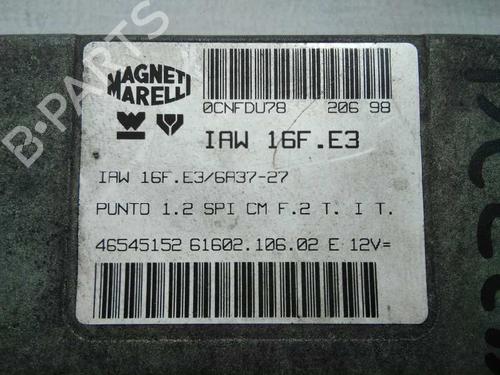 MAGNETI
MARELLI
0CNFDU78 206 98
IAW 16F.E3
IAW 16F.E3/6A37-27
PUNTO 1.2 SPI CM F.2 T. I T.
46545152 61602.106.02 E 12V=
B-PARTS